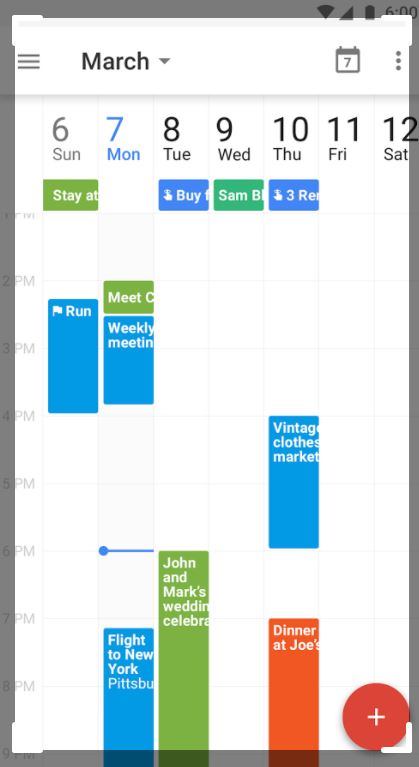 6:00
March
7
6 7 8 9 10 11 12
Sun Mon Tue Wed Thu Fri Sat
Stay at Buy Sam Bl 3 Rer
1 PM
2 PM
Meet C
Run
Weekly
meetin
3 PM
4 PM
Vintag
clothes
market
5 PM
6 PM
John
and
Mark's
weddin
celebra
7 PM
Dinner
at Joe's
Flight
to New
York
Pittsbu
8 PM
9 PM